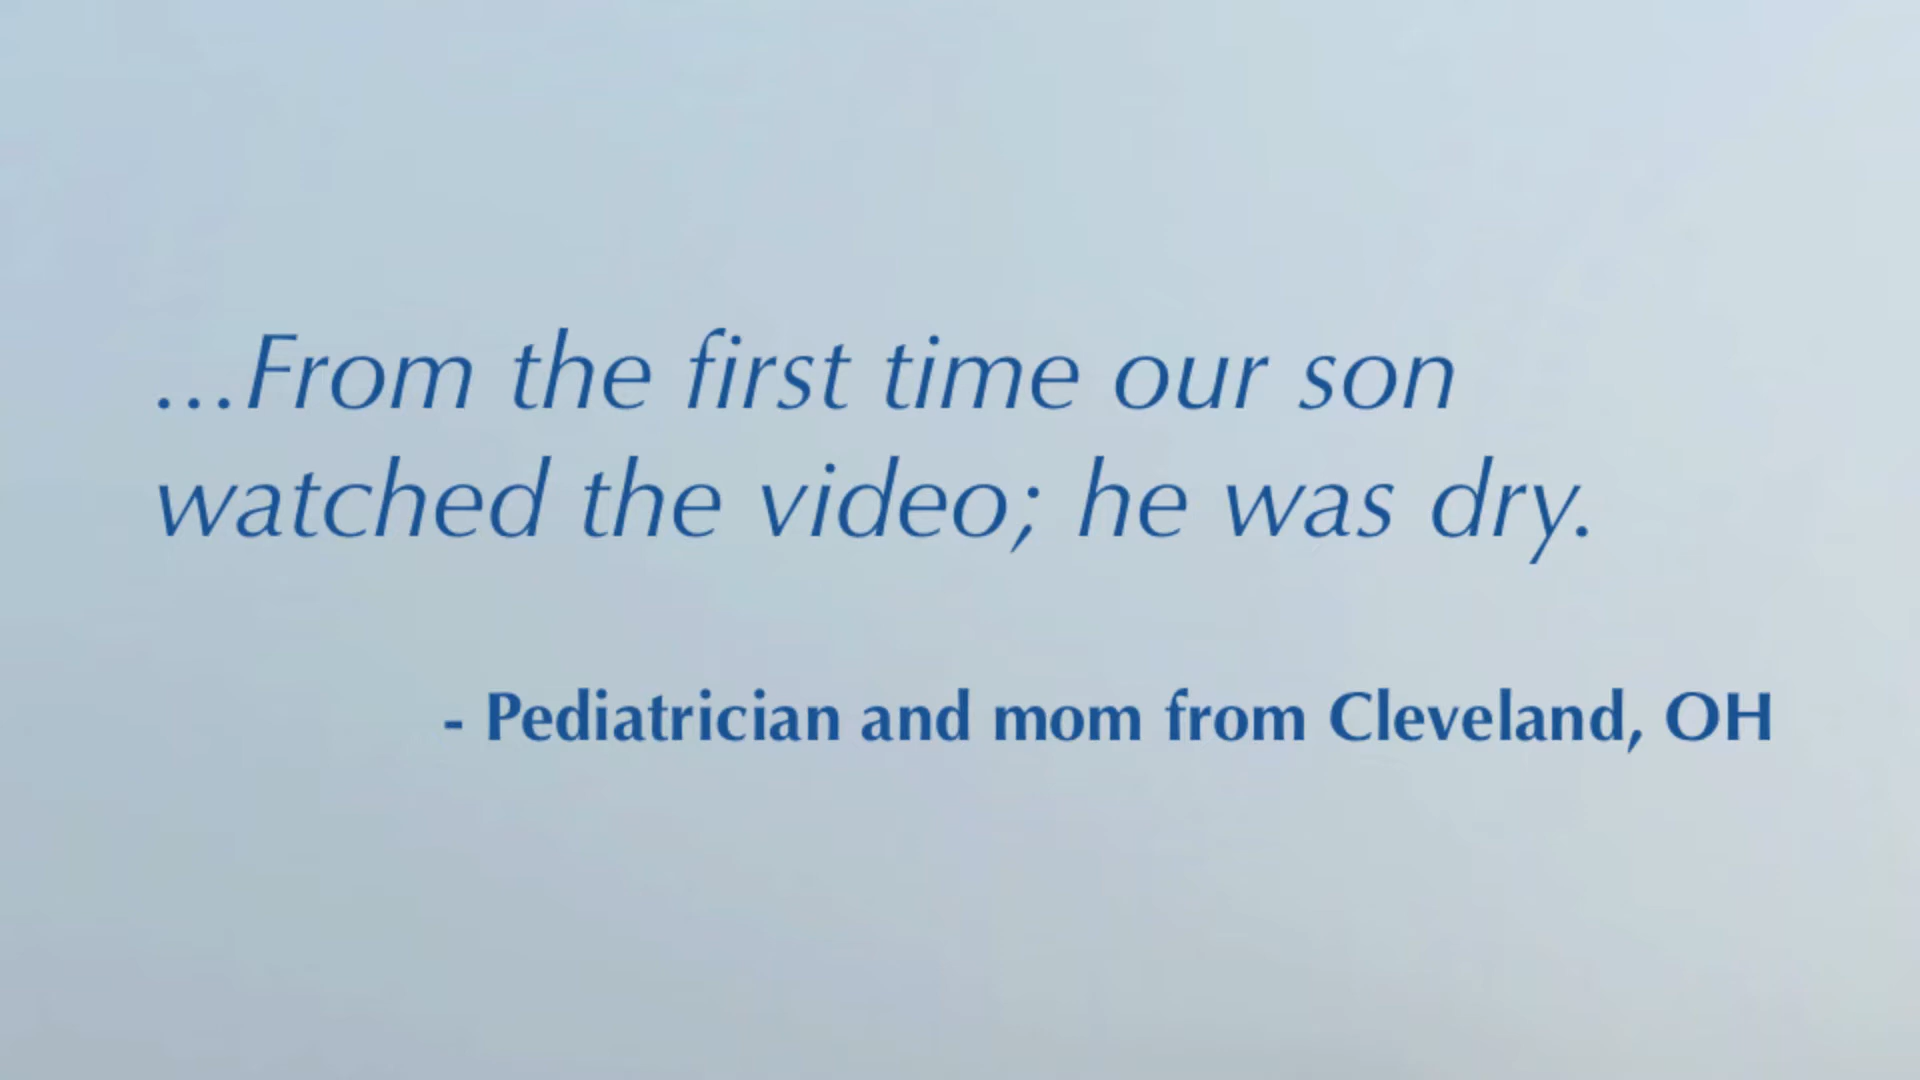 ...From the first time our son
watched the video; he was dry.
- Pediatrician and mom from Cleveland, OH